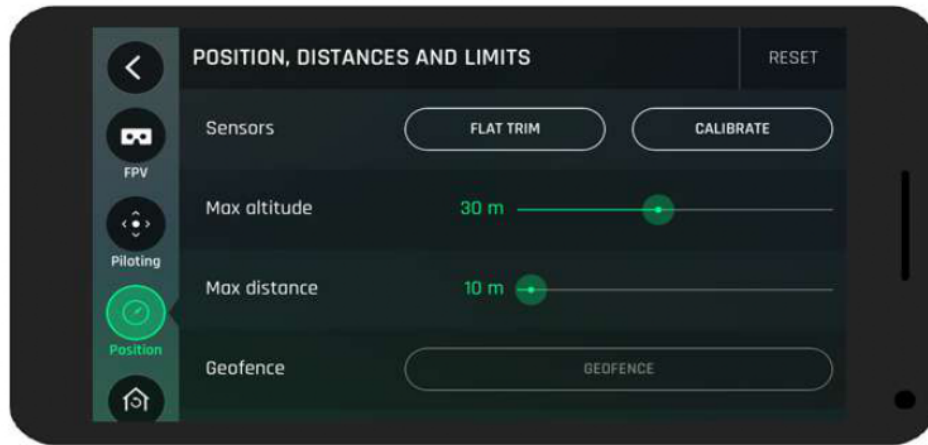 POSITION, DISTANCES AND LIMITS RESET
Sensors FLAT TRIM CALIBRATE
FPV
Max altitude 30 m
Piloting
Max distance 10 m
Position
Geofence GEOFENCE